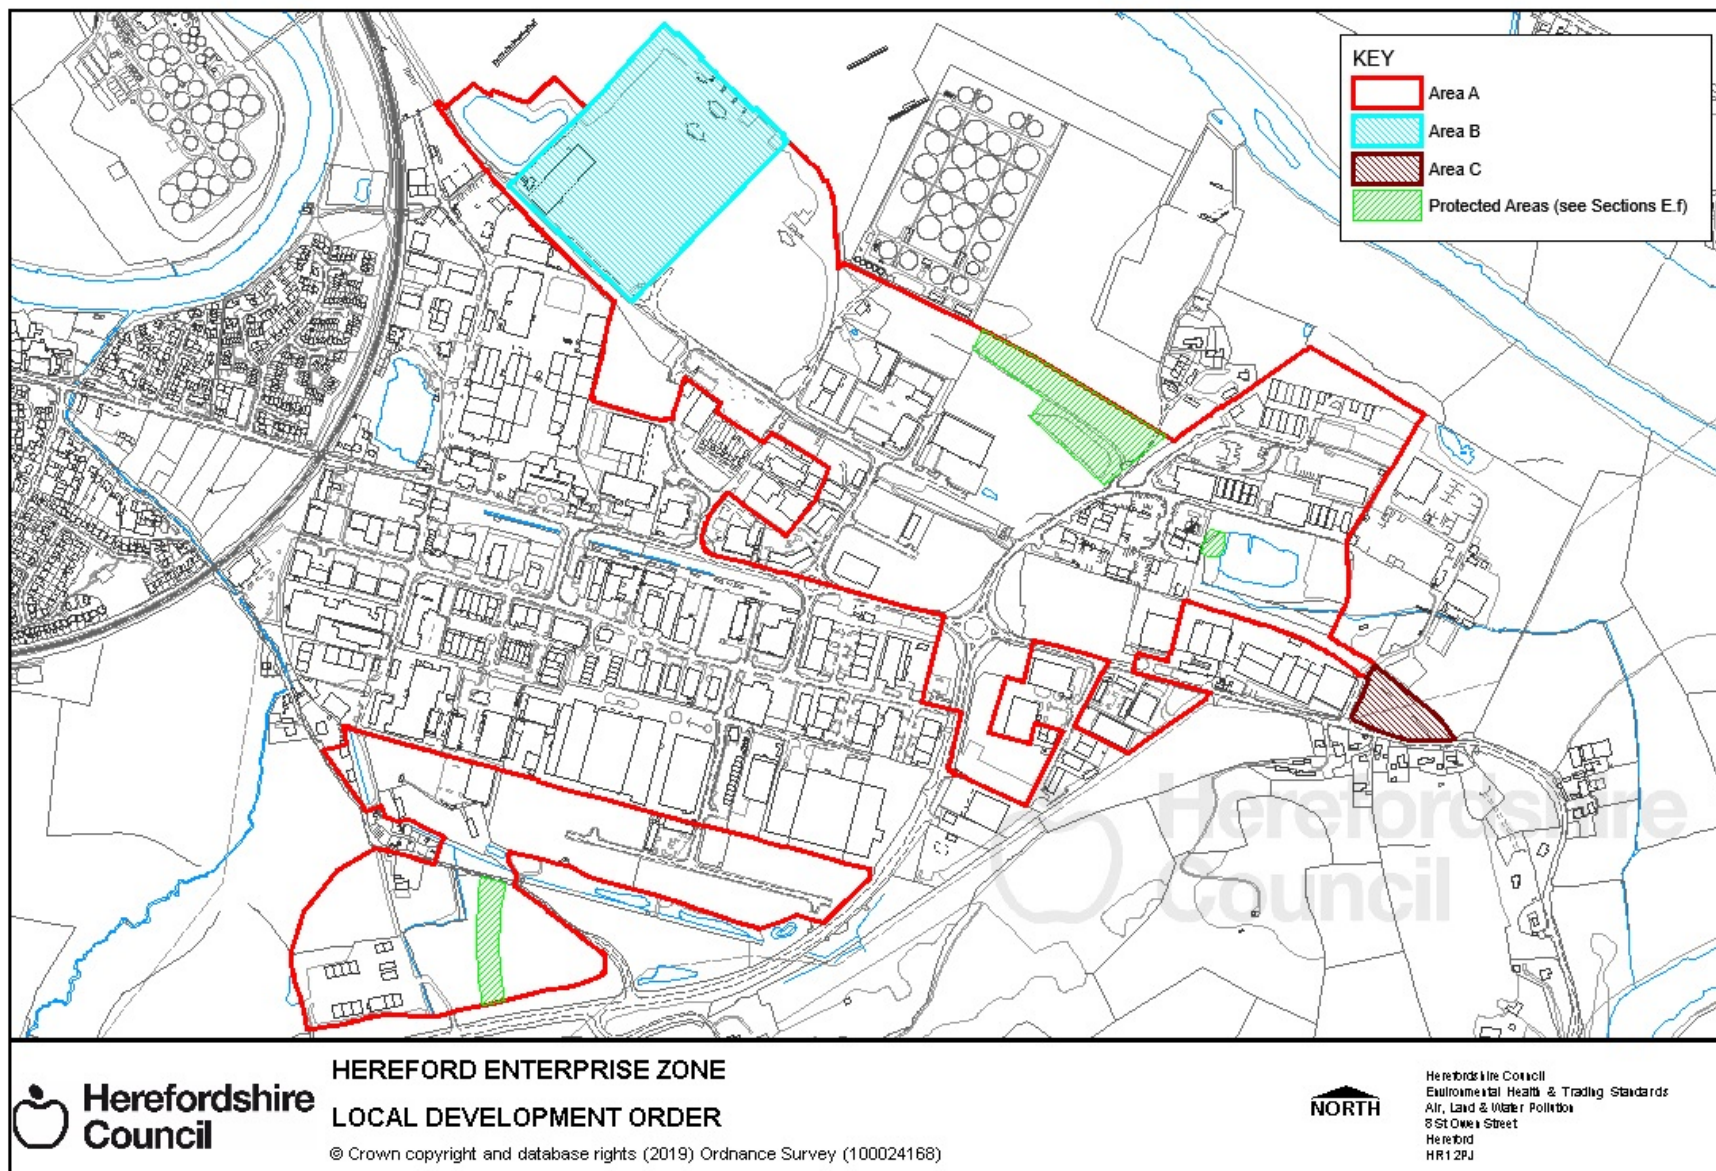 KEY
Area A
Area B
Area C
Protected Areas (see Sections E.f)
Herefordshire
Council
Herefordshire
Council
HEREFORD ENTERPRISE ZONE
LOCAL DEVELOPMENT ORDER
© Crown copyright and database rights (2019) Ordnance Survey (100024168)
NORTH
Herefordshire Council
Environmental Health & Trading Standards
Air, Land & Water Pollution
8 St Owen Street
Hereford
HR1 2PJ